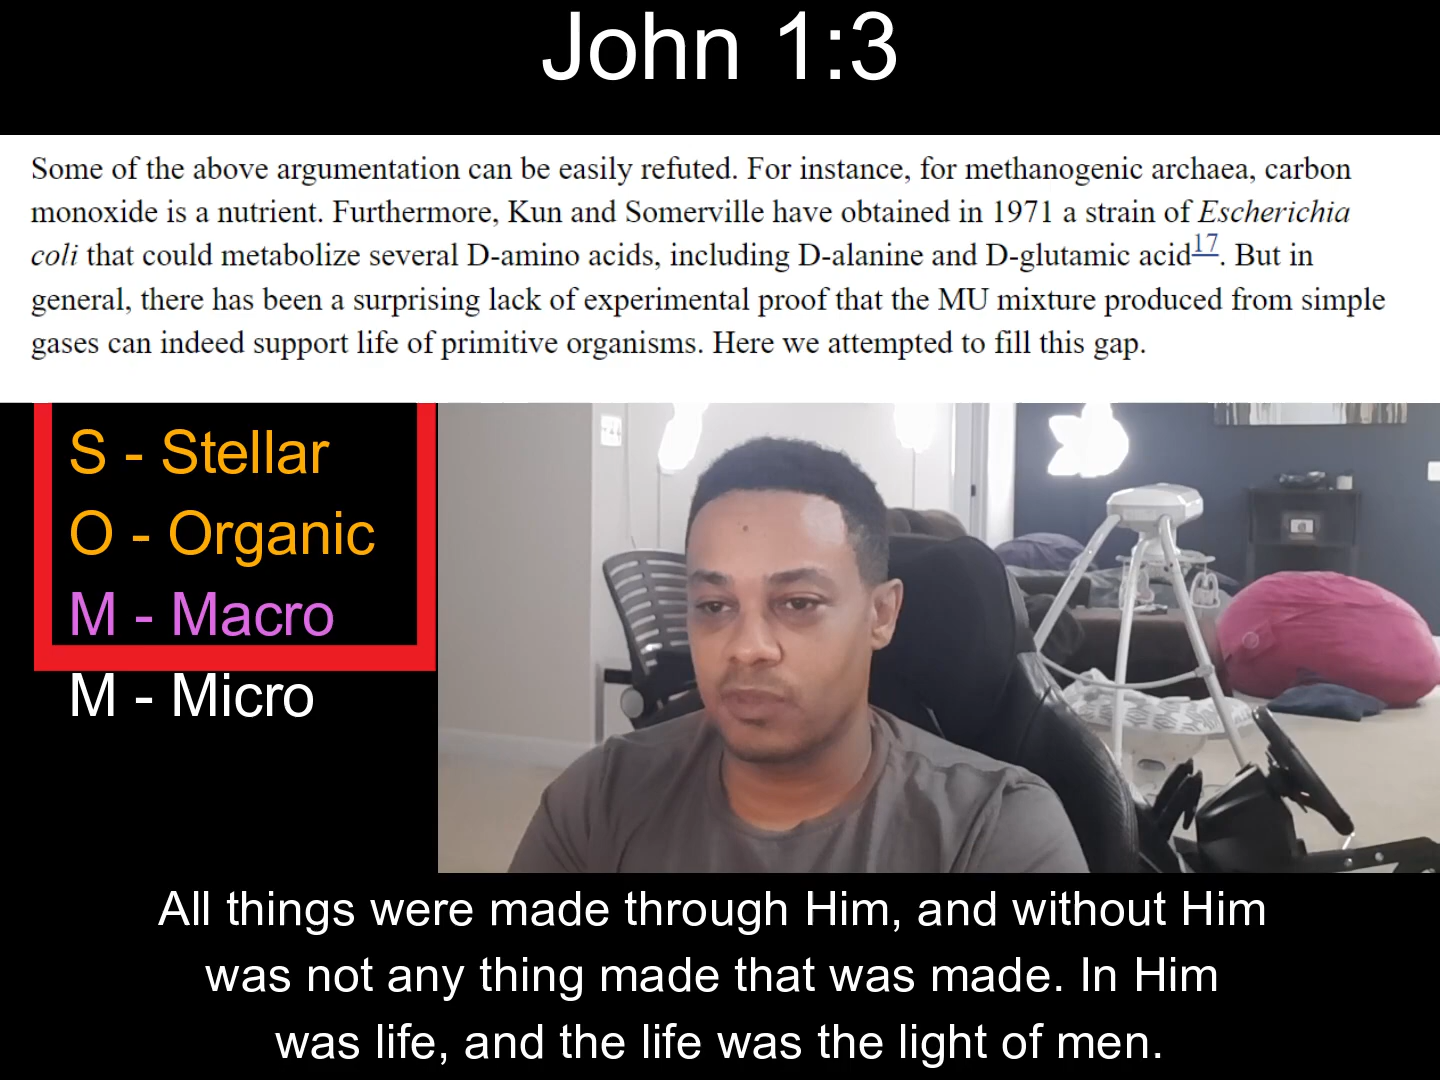 John 1:3
Some of the above argumentation can be easily refuted. For instance, for methanogenic archaea, carbon
monoxide is a nutrient. Furthermore, Kun and Somerville have obtained in 1971 a strain of Escherichia
coli that could metabolize several D-amino acids, including D-alanine and D-glutamic acid17. But in
general, there has been a surprising lack of experimental proof that the MU mixture produced from simple
gases can indeed support life of primitive organisms. Here we attempted to fill this gap.
S - Stellar
O - Organic
M - Macro
M - Micro
All things were made through Him, and without Him
was not any thing made that was made. In Him
was life, and the life was the light of men.